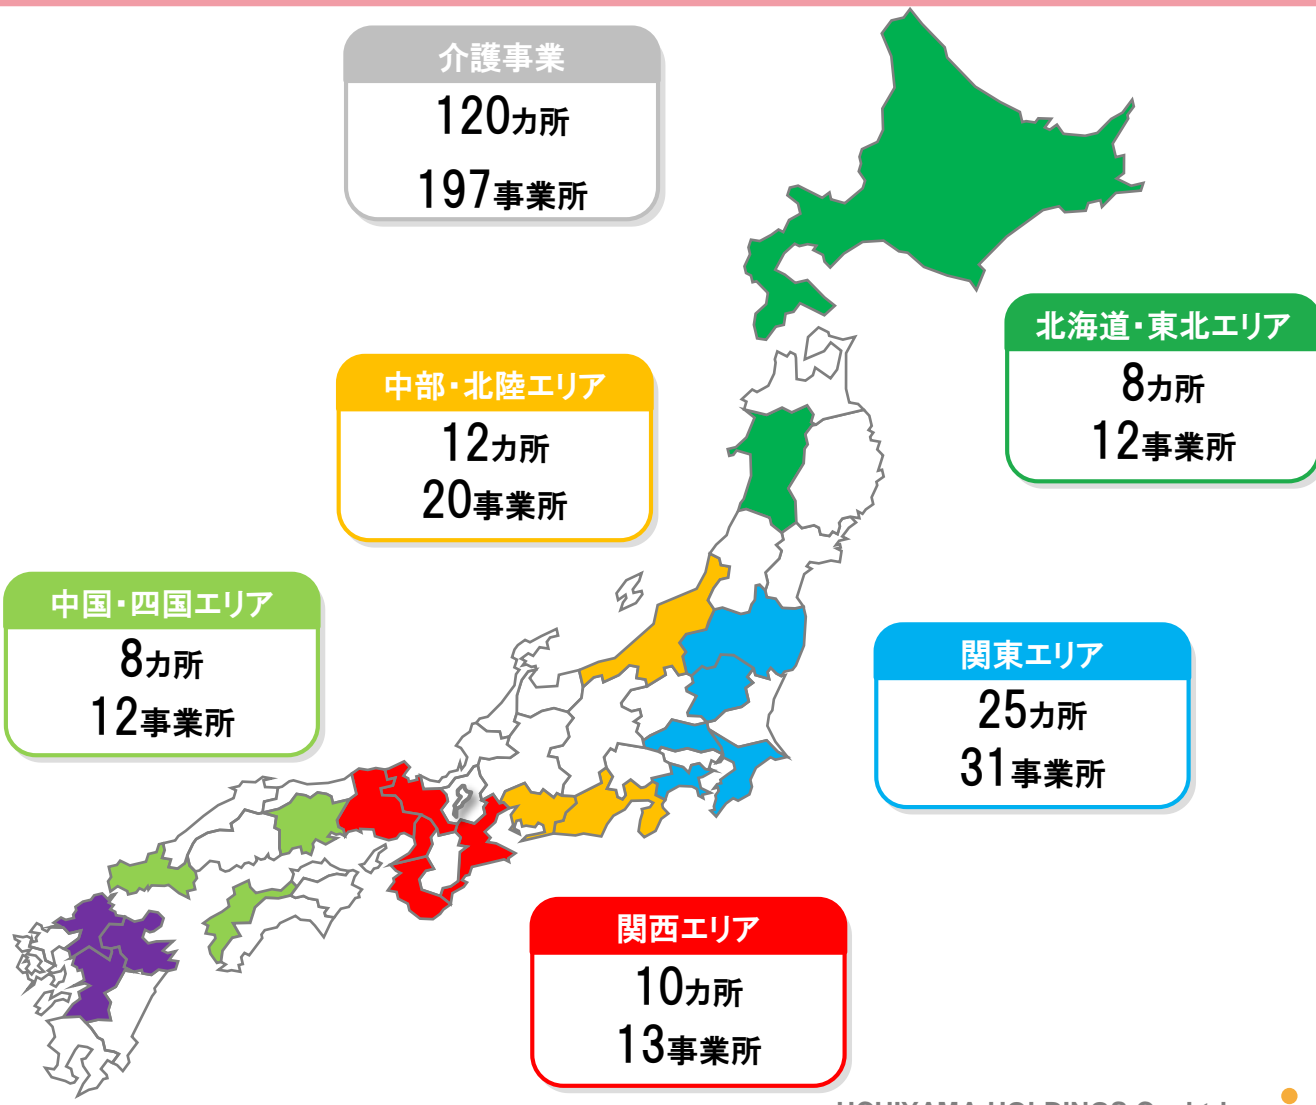 介護事業
120カ所
197事業所
北海道・東北エリア
8カ所
12事業所
中部・北陸エリア
12カ所
20事業所
中国・四国エリア
8カ所
12事業所
関東エリア
25カ所
31事業所
関西エリア
10カ所
13事業所